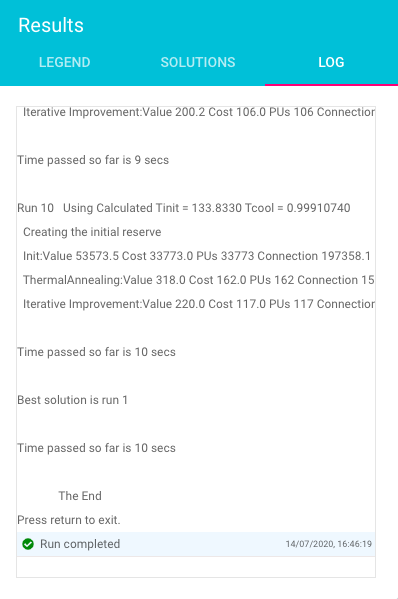 Results
LEGEND SOLUTIONS LOG
Iterative Improvement:Value 200.2 Cost 106.0 PUs 106 Connection
Time passed so far is 9 secs
Run 10 Using Calculated Tinit = 133.8330 Tcool = 0.99910740
Creating the initial reserve
Init:Value 53573.5 Cost 33773.0 PUs 33773 Connection 197358.1
ThermalAnnealing:Value 318.0 Cost 162.0 PUs 162 Connection 15
Iterative Improvement:Value 220.0 Cost 117.0 PUs 117 Connection
Time passed so far is 10 secs
Best solution is run 1
Time passed so far is 10 secs
The End
Press return to exit.
Run completed 14/07/2020, 16:46:19